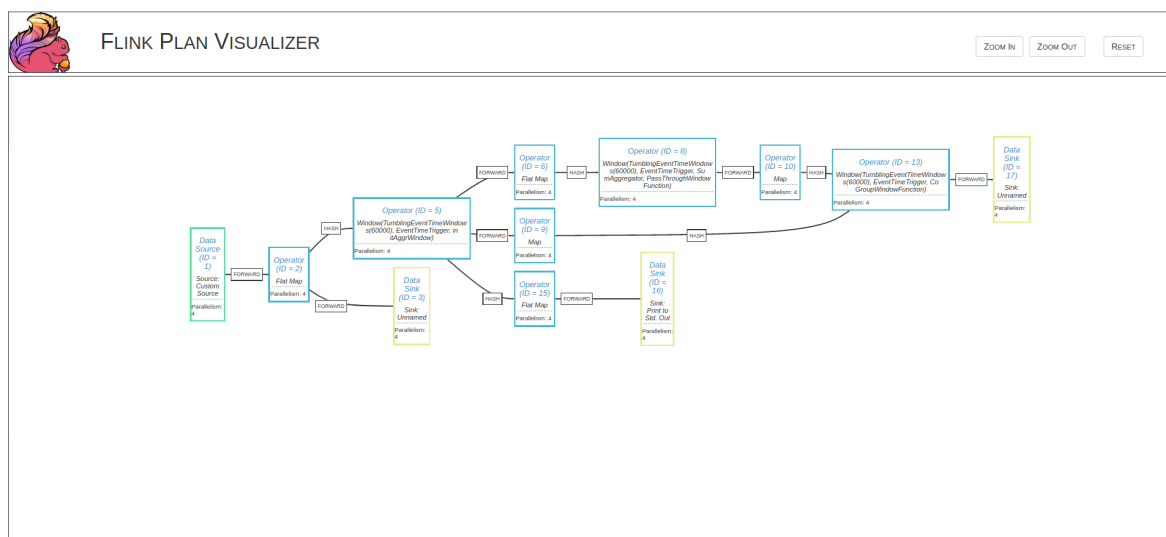 FLINK PLAN VISUALIZER
ZOOM IN
ZOOM OUT
RESET
Data
Source
(ID =
1)
Source:
Custom
Source
Parallelism:
4
FORWARD
Operator
(ID = 2)
Flat Map
Parallelism: 4
HASH
FORWARD
Operator (ID = 5)
Window(TumblingEventTimeWindow
s(60000), EventTimeTrigger, in
itAggrWindow)
Parallelism: 4
Data
Sink
(ID = 3)
Sink:
Unnamed
Parallelism:
4
FORWARD
FORWARD
HASH
Operator
(ID = 6)
Flat Map
Parallelism: 4
HASH
Operator (ID = 8)
Window(TumblingEventTimeWindow
s(60000), EventTimeTrigger, Su
mAggregator, PassThroughWindow
Function)
Parallelism: 4
FORWARD
Operator
(ID = 10)
Map
Parallelism: 4
HASH
Operator (ID = 13)
Window(TumblingEventTimeWindow
s(60000), EventTimeTrigger, Co
GroupWindowFunction)
Parallelism: 4
FORWARD
Data
Sink
(ID =
17)
Sink:
Unnamed
Parallelism:
4
Operator
(ID = 9)
Map
Parallelism: 4
HASH
Operator
(ID = 15)
Flat Map
Parallelism: 4
FORWARD
Data
Sink
(ID =
16)
Sink:
Print to
Std. Out
Parallelism:
4